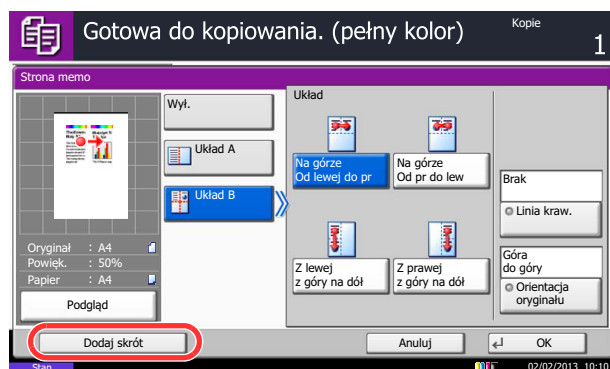 Gotowa do kopiowania. (pełny kolor)
Kopie
1
Strona memo
Wył.
Układ A
Układ B
Układ
Na górze
Od lewej do pr
Na górze
Od pr do lew
Z lewej
z góry na dół
Z prawej
z góry na dół
Brak
Linia kraw.
Góra
do góry
Orientacja
oryginału
Oryginał : A4
Powięk. : 50%
Papier : A4
Podgląd
Dodaj skrót
Anuluj
OK
Stan
02/02/2013 10:10